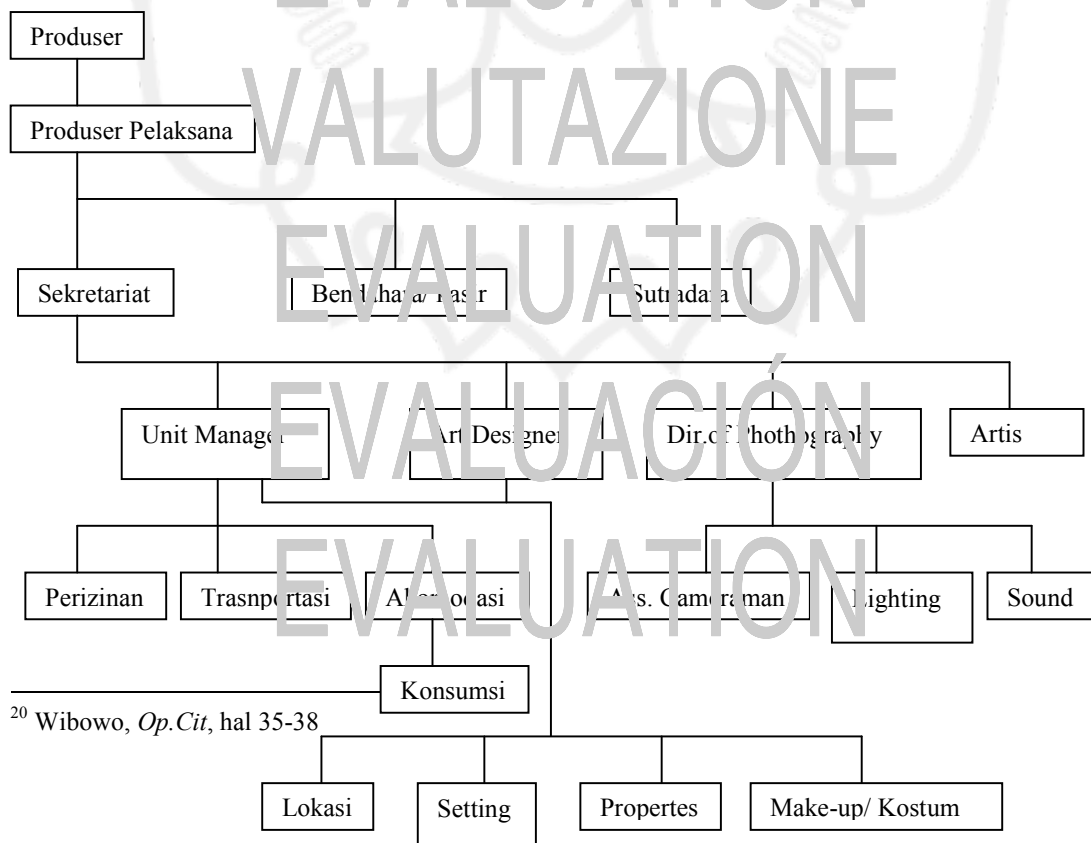 EVALUATION
Produser
VALUTAZIONE
Produser Pelaksana
EVALUATION
Sekretariat
Bendahara/ Kasir
Sutradara
EVALUACIÓN
Unit Manager
Art Designer
Dir.of Phothography
Artis
EVALUATION
Perizinan
Trasnportasi
Ass. Cameraman
Lighting
Sound
Konsumsi
20 Wibowo, Op.Cit, hal 35-38
Lokasi
Setting
Propertes
Make-up/ Kostum